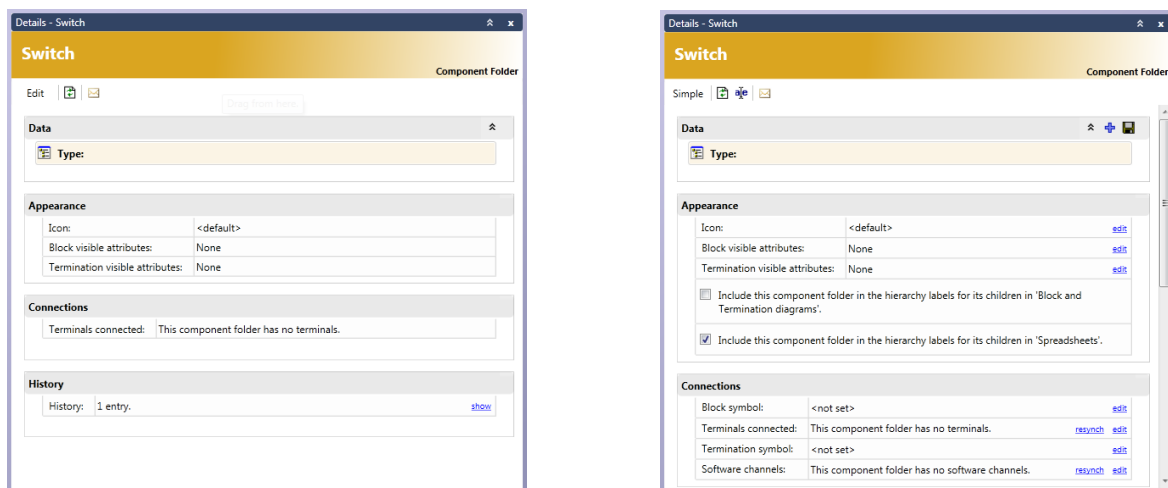 Details - Switch
Switch
Component Folder
Edit
Data
Type:
Appearance
Icon: <default>
Block visible attributes: None
Termination visible attributes: None
Connections
Terminals connected: This component folder has no terminals.
History
History: 1 entry. show
Details - Switch
Switch
Component Folder
Simple a|e
Data
Type:
Appearance
Icon: <default> edit
Block visible attributes: None edit
Termination visible attributes: None edit
Include this component folder in the hierarchy labels for its children in 'Block and
Termination diagrams'.
Include this component folder in the hierarchy labels for its children in 'Spreadsheets'.
Connections
Block symbol: <not set> edit
Terminals connected: This component folder has no terminals. resynch edit
Termination symbol: <not set> edit
Software channels: This component folder has no software channels. resynch edit